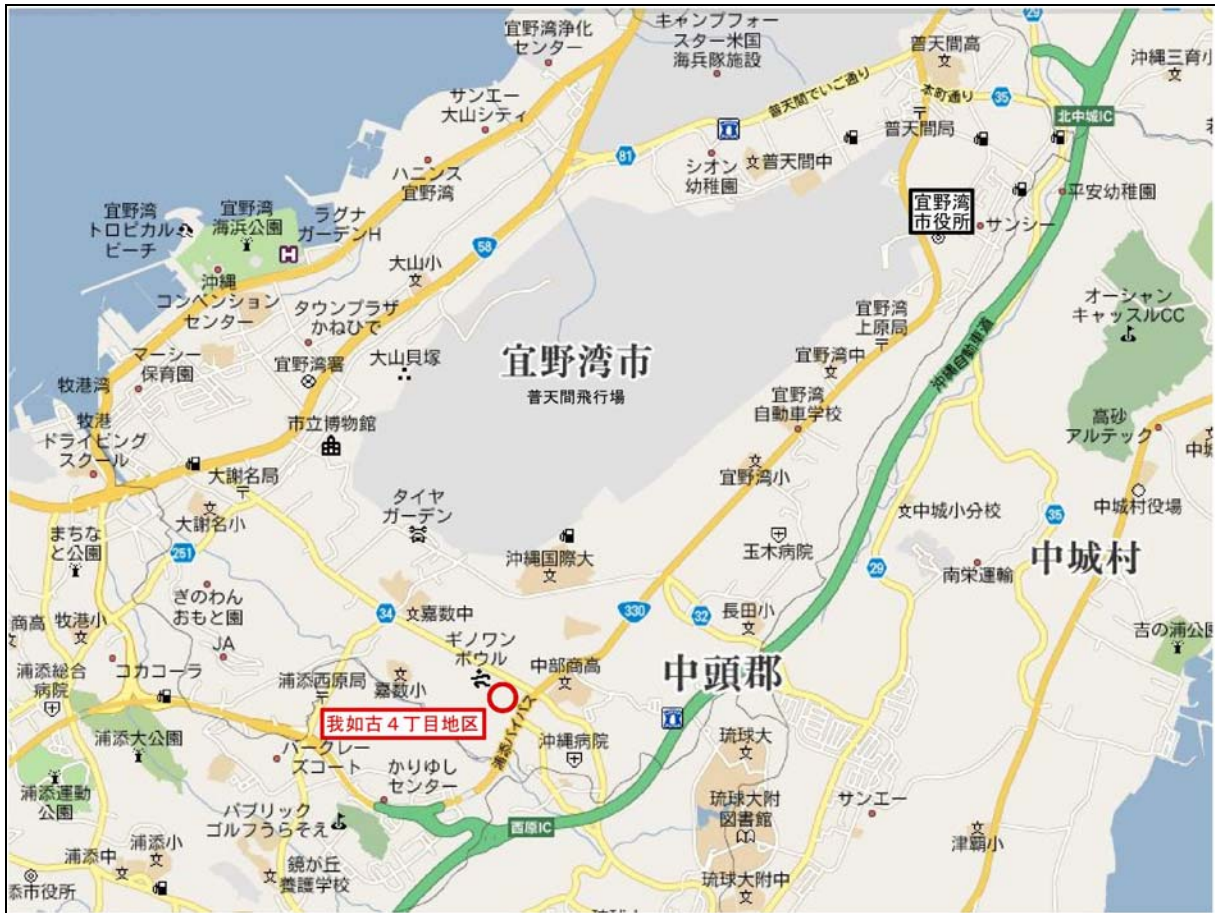 宜野湾浄化
センター
キャンプフォー
スター米国
海兵隊施設
29
普天間高
沖縄三育小
サンエー
大山シティ
普天間でいご通り
本町通り
35
北中城IC
普天間局
81
シオン
幼稚園
普天間中
ハニンス
宜野湾
平安幼稚園
宜野湾
トロピカル
ビーチ
宜野湾
海浜公園
ラグナ
ガーデンH
H
宜野湾
市役所
サンシー
58
大山小
沖縄
コンベンション
センター
タウンプラザ
かねひで
宜野湾
上原局
オーシャン
キャッスルCC
沖縄自動車道
マーシー
保育園
宜野湾署
大山貝塚
宜野湾市
普天間飛行場
宜野湾中
牧港湾
宜野湾
自動車学校
牧港
ドライビング
スクール
市立博物館
高砂
アルテック
中城
大謝名局
宜野湾小
タイヤ
ガーデン
大謝名小
中城小分校
35
中城村役場
まちな
と公園
251
沖縄国際大
玉木病院
29
南栄運輸
中城村
ぎのわん
おもと園
34
嘉数中
330
32
長田小
商高
牧港小
JA
ギノワン
ボウル
吉の浦公園
浦添総合
病院
コカコーラ
浦添西原局
嘉数小
中部商高
中頭郡
我如古4丁目地区
浦添バイパス
浦添大公園
パークレー
ズコート
沖縄病院
琉球大
かりゆし
センター
浦添運動
公園
パブリック
ゴルフうらそえ
西原IC
琉球大附
図書館
サンエー
浦添小
浦添中
津覇小
鏡が丘
養護学校
添市役所
琉球大附中